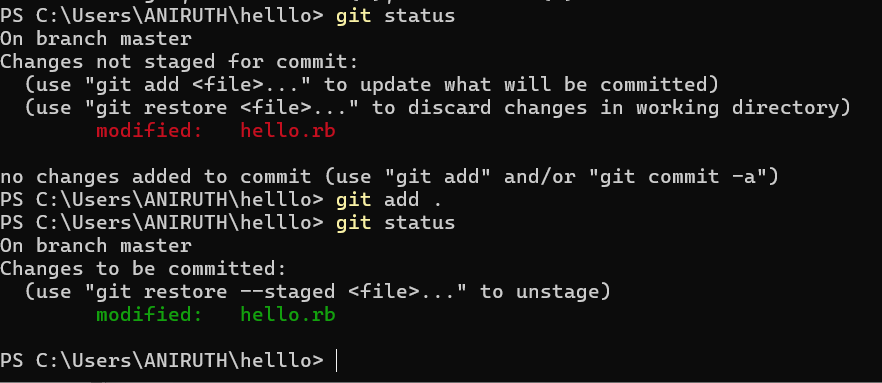 PS C:\Users\ANIRUTH\helllo> git status
On branch master
Changes not staged for commit:
  (use "git add <file>..." to update what will be committed)
  (use "git restore <file>..." to discard changes in working directory)
        modified:   hello.rb

no changes added to commit (use "git add" and/or "git commit -a")
PS C:\Users\ANIRUTH\helllo> git add .
PS C:\Users\ANIRUTH\helllo> git status
On branch master
Changes to be committed:
  (use "git restore --staged <file>..." to unstage)
        modified:   hello.rb

PS C:\Users\ANIRUTH\helllo>